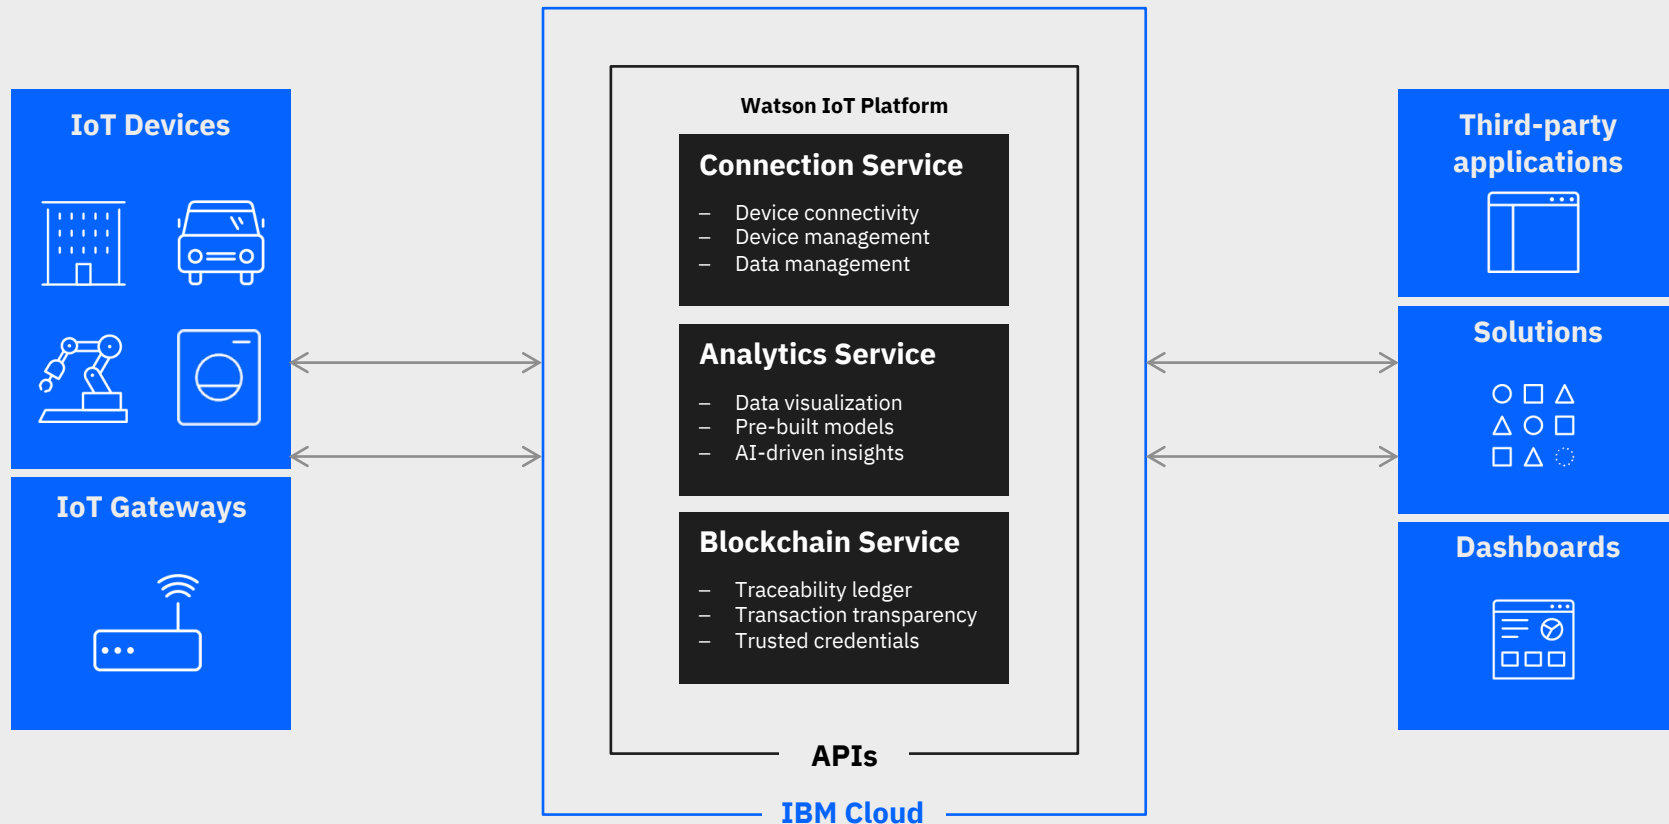 IoT Devices
IoT Gateways
Watson IoT Platform
Connection Service
– Device connectivity
– Device management
– Data management
Analytics Service
– Data visualization
– Pre-built models
– AI-driven insights
Blockchain Service
– Traceability ledger
– Transaction transparency
– Trusted credentials
APIs
IBM Cloud
Third-party
applications
Solutions
Dashboards